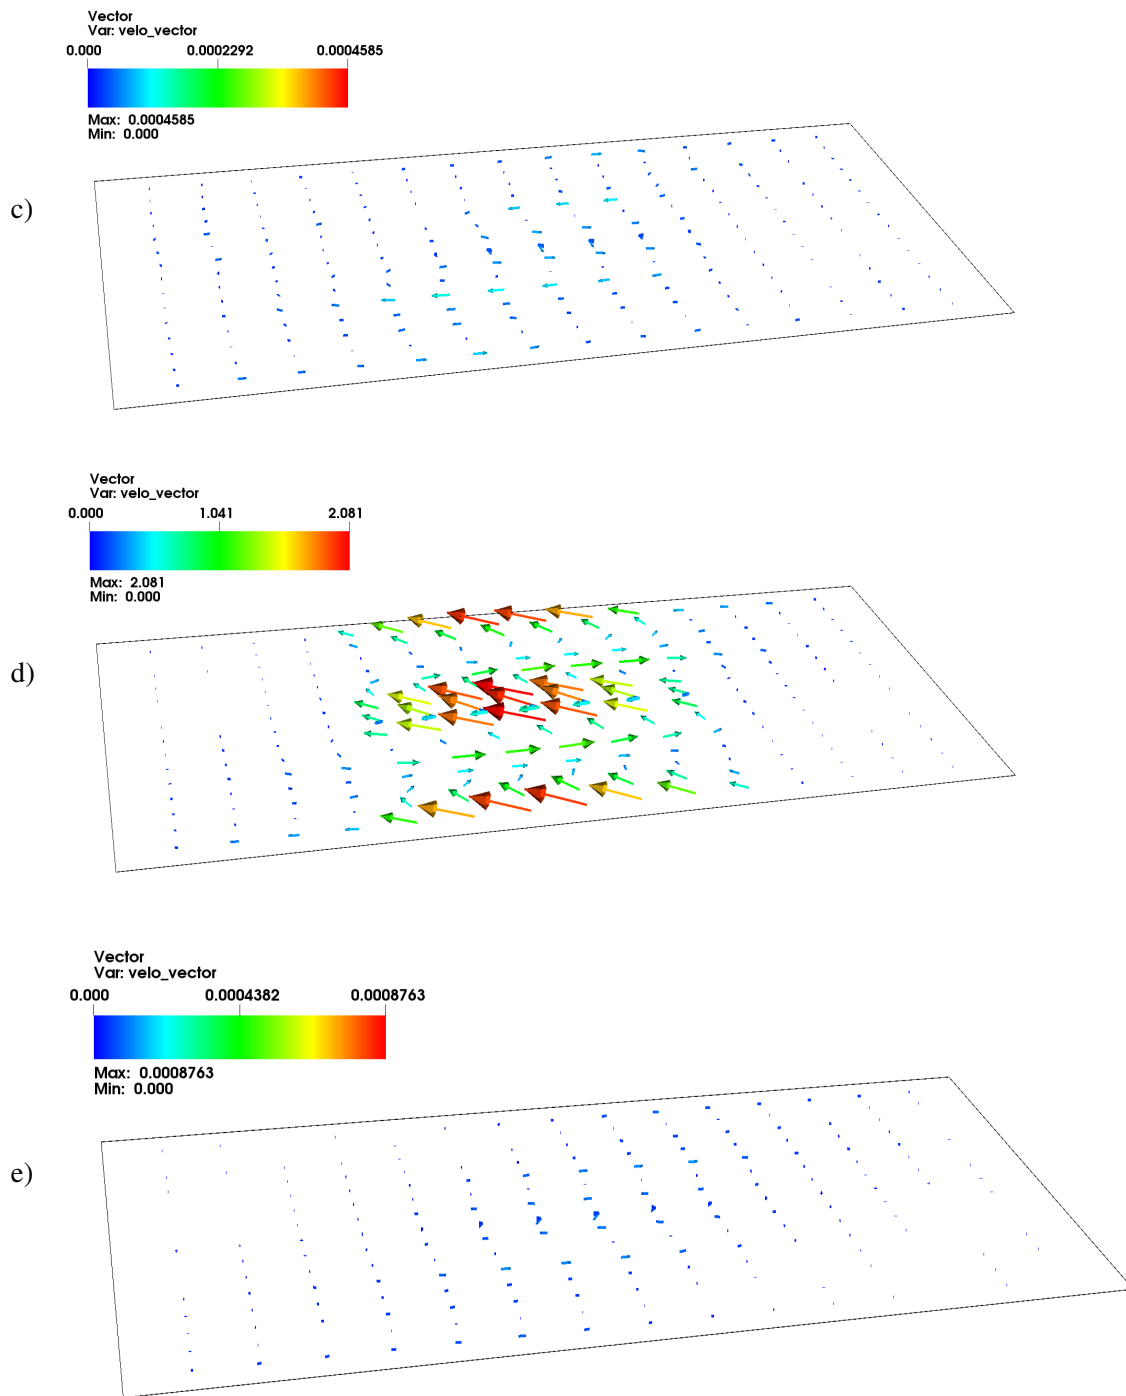 Vector
Var: velo_vector
0.000 0.0002292 0.0004585
Max: 0.0004585
Min: 0.000
c)
Vector
Var: velo_vector
0.000 1.041 2.081
Max: 2.081
Min: 0.000
d)
Vector
Var: velo_vector
0.000 0.0004382 0.0008763
Max: 0.0008763
Min: 0.000
e)